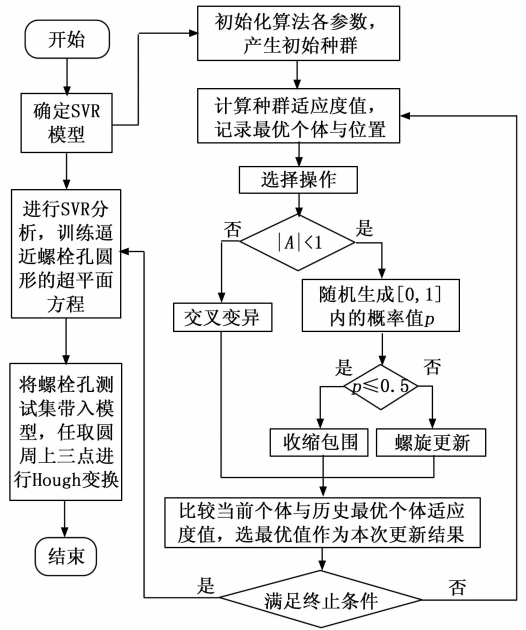 开始
确定SVR
模型
进行SVR分
析，训练逼
近螺栓孔圆
形的超平面
方程
将螺栓孔测
试集带入模
型，任取圆
周上三点进
行Hough变换
结束
初始化算法各参数，
产生初始种群
计算种群适应度值，
记录最优个体与位置
选择操作
|A|<1
否
是
交叉变异
随机生成[0,1]
内的概率值p
p≤0.5
是
否
收缩包围
螺旋更新
比较当前个体与历史最优个体适应
度值，选最优值作为本次更新结果
满足终止条件
是
否